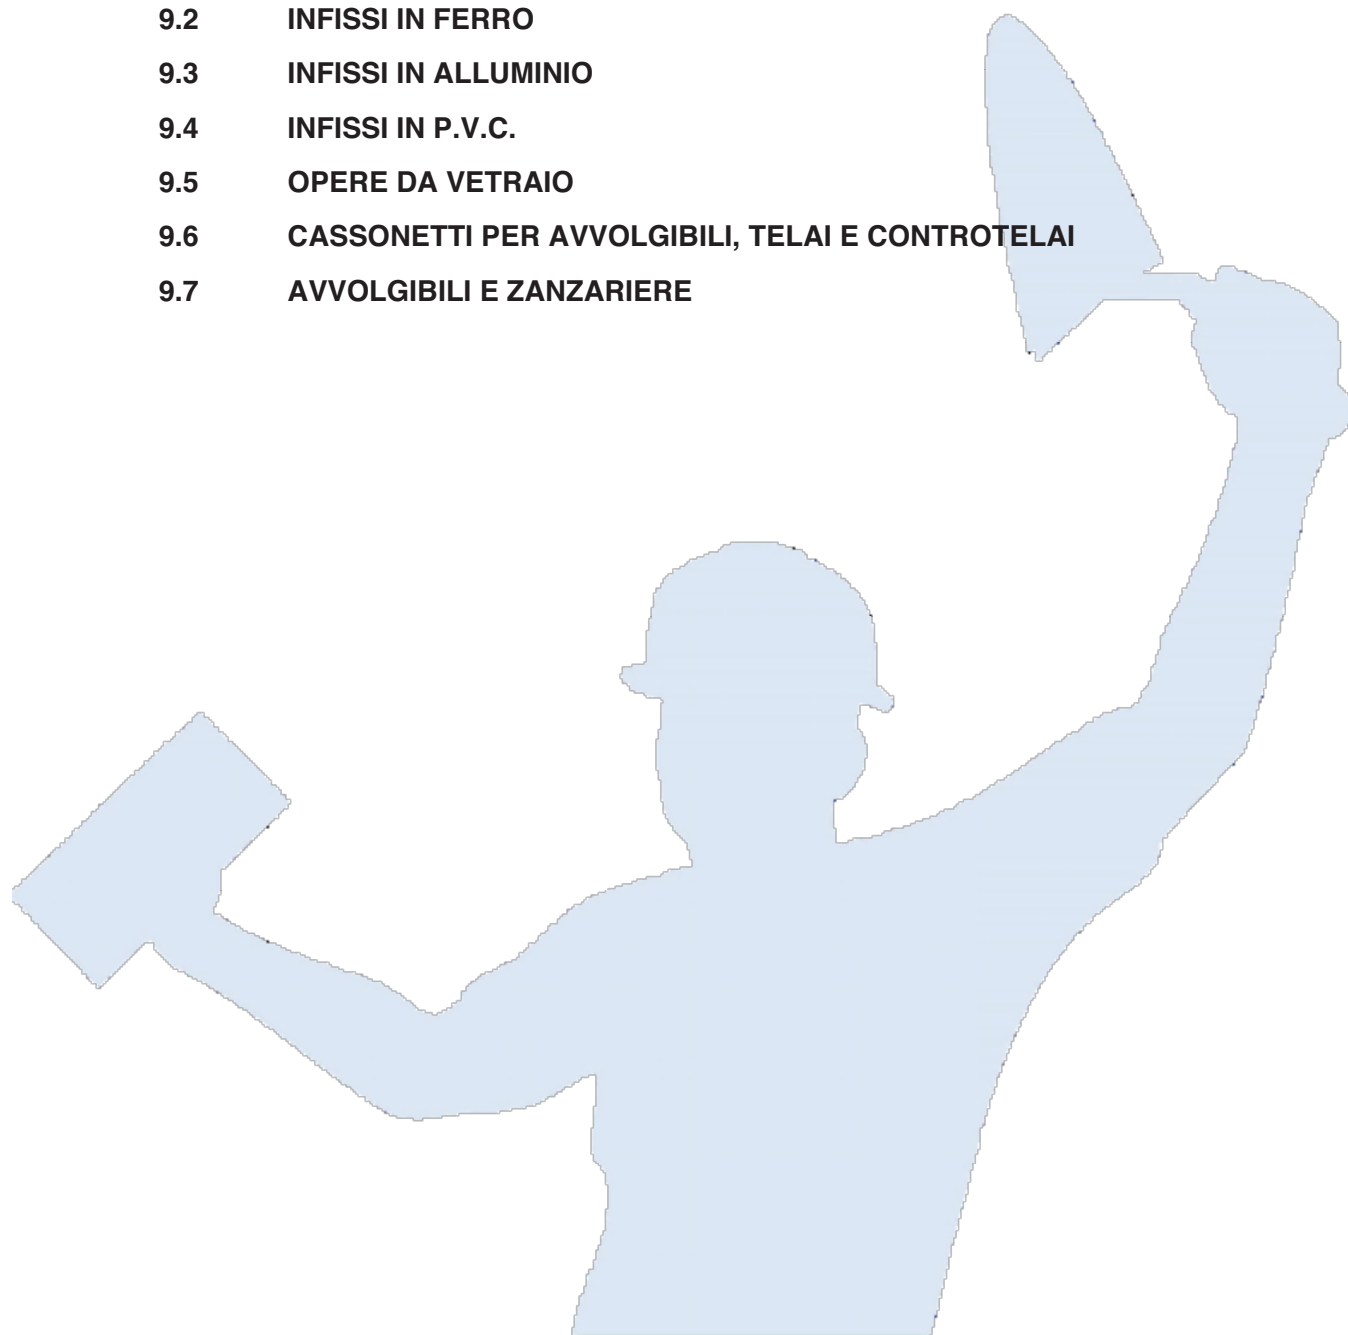 9.2 INFISSI IN FERRO
9.3 INFISSI IN ALLUMINIO
9.4 INFISSI IN P.V.C.
9.5 OPERE DA VETRAIO
9.6 CASSONETTI PER AVVOLGIBILI, TELAI E CONTROTELAI
9.7 AVVOLGIBILI E ZANZARIERE